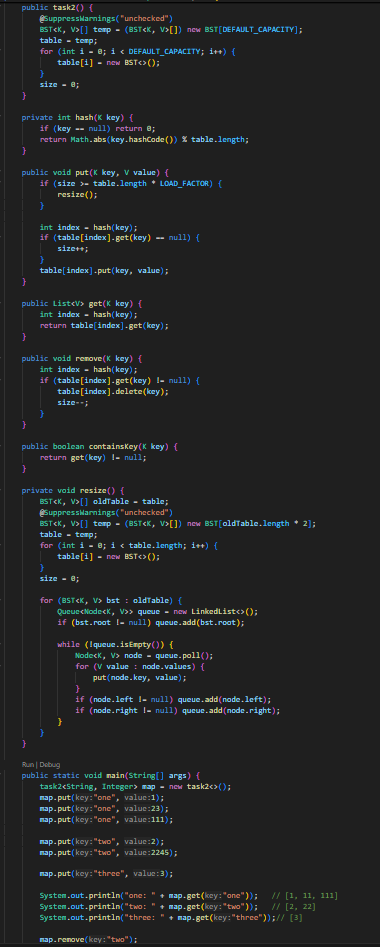 public task2() {
@SuppressWarnings("unchecked")
BST<K, V>[] temp = (BST<K, V>[]) new BST[DEFAULT_CAPACITY];
table = temp;
for (int i = 0; i < DEFAULT_CAPACITY; i++) {
table[i] = new BST<>();
}
size = 0;
}
private int hash(K key) {
if (key == null) return 0;
return Math.abs(key.hashCode()) % table.length;
}
public void put(K key, V value) {
if (size >= table.length * LOAD_FACTOR) {
resize();
}
int index = hash(key);
if (table[index].get(key) == null) {
size++;
}
table[index].put(key, value);
}
public List<V> get(K key) {
int index = hash(key);
return table[index].get(key);
}
public void remove(K key) {
int index = hash(key);
if (table[index].get(key) != null) {
table[index].delete(key);
size--;
}
}
public boolean containsKey(K key) {
return get(key) != null;
}
private void resize() {
BST<K, V>[] oldTable = table;
@SuppressWarnings("unchecked")
BST<K, V>[] temp = (BST<K, V>[]) new BST[oldTable.length * 2];
table = temp;
for (int i = 0; i < table.length; i++) {
table[i] = new BST<>();
}
size = 0;
for (BST<K, V> bst : oldTable) {
Queue<Node<K, V>> queue = new LinkedList<>();
if (bst.root != null) queue.add(bst.root);
while (!queue.isEmpty()) {
Node<K, V> node = queue.poll();
for (V value : node.values) {
put(node.key, value);
}
if (node.left != null) queue.add(node.left);
if (node.right != null) queue.add(node.right);
}
}
}
Run | Debug
public static void main(String[] args) {
task2<String, Integer> map = new task2<>();
map.put(key:"one", value:1);
map.put(key:"one", value:23);
map.put(key:"one", value:111);
map.put(key:"two", value:2);
map.put(key:"two", value:2245);
map.put(key:"three", value:3);
System.out.println("one: " + map.get(key:"one")); // [1, 11, 111]
System.out.println("two: " + map.get(key:"two")); // [2, 22]
System.out.println("three: " + map.get(key:"three"));// [3]
map.remove(key:"two");